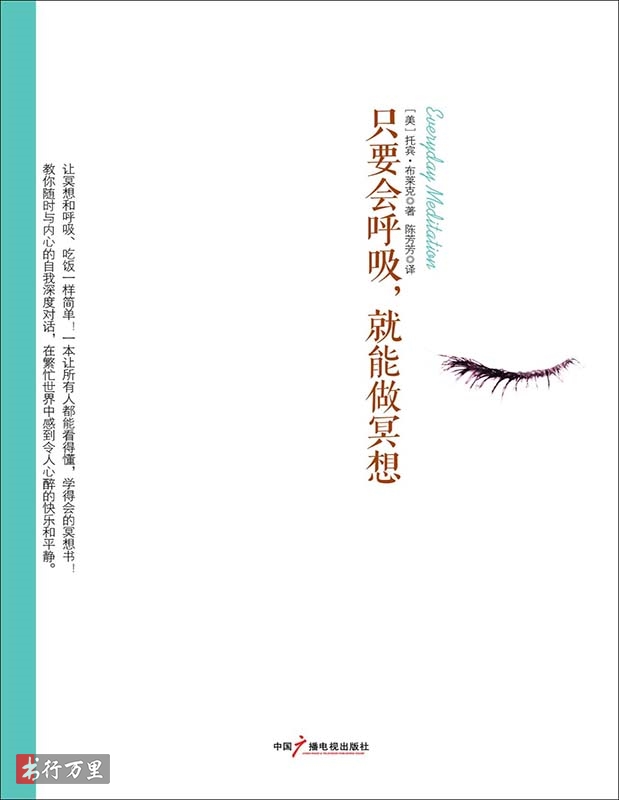 Everyday Meditation
[美]托宾·布莱克◎著 陈芳芳◎译
只要会呼吸，就能做冥想
让冥想和呼吸、吃饭一样简单！一本让所有人都能看得懂，学得会的冥想书！
教你随时与内心的自我深度对话，在繁忙世界中感到令人心醉的快乐和平静。
中国广播电视出版社
书行万里